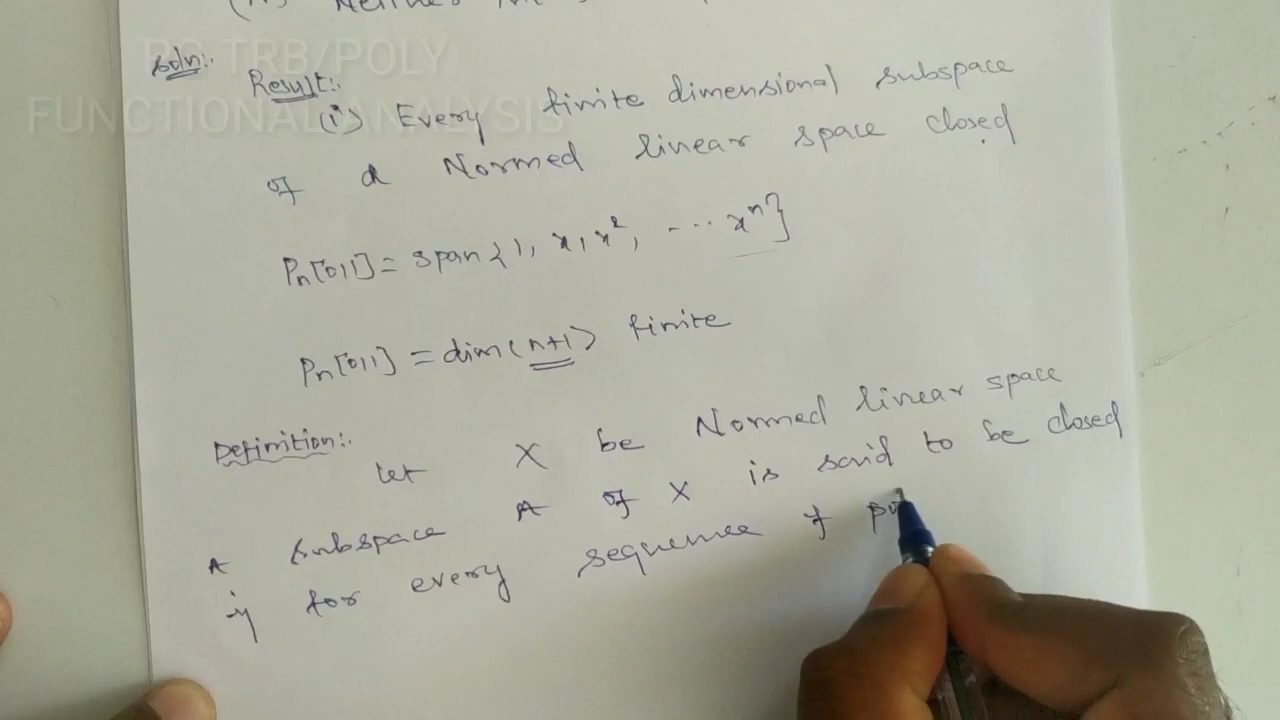 PG TRB/POLY
FUNCTIONAL ANALYSIS
Soln:.
Result:.
(i) Every finite dimensional subspace
of a Normed linear space closed
Pn[0,1] = span {1, x, x², ... xⁿ}
Pn[0,1] = dim (n+1) finite
Definition:.
Let X be Normed linear space
A subspace A of X is said to be closed
if for every sequence of po